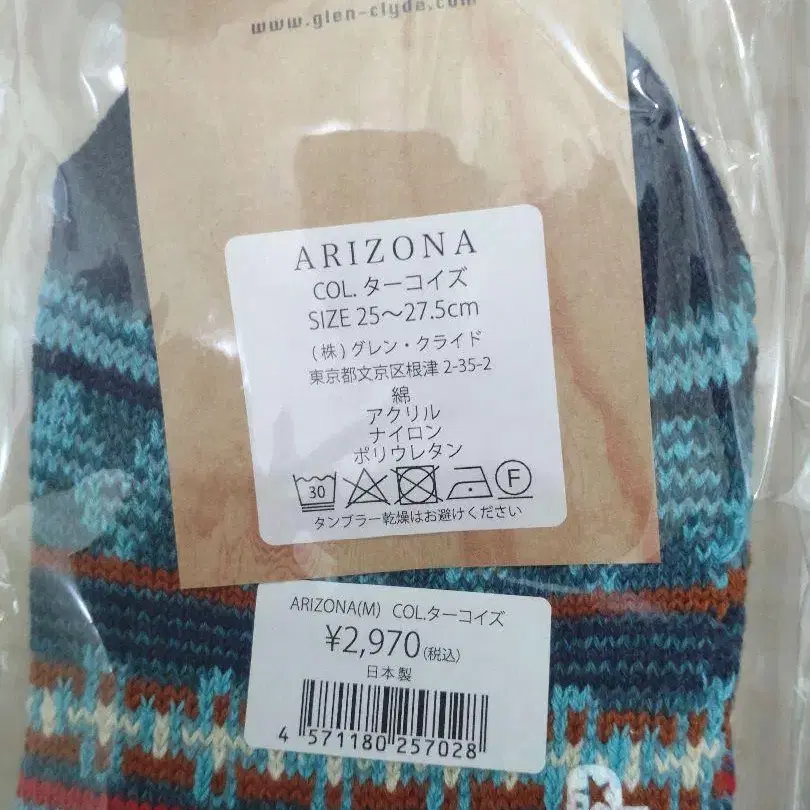 www.glen-clyde.com
ARIZONA
COL. ターコイズ
SIZE 25～27.5cm
(株)グレン・クライド
東京都文京区根津 2-35-2
綿
アクリル
ナイロン
ポリウレタン
30
F
タンブラー乾燥はお避けください
ARIZONA(M) COL.ターコイズ
¥2,970(税込)
日本製
4 571180 257028